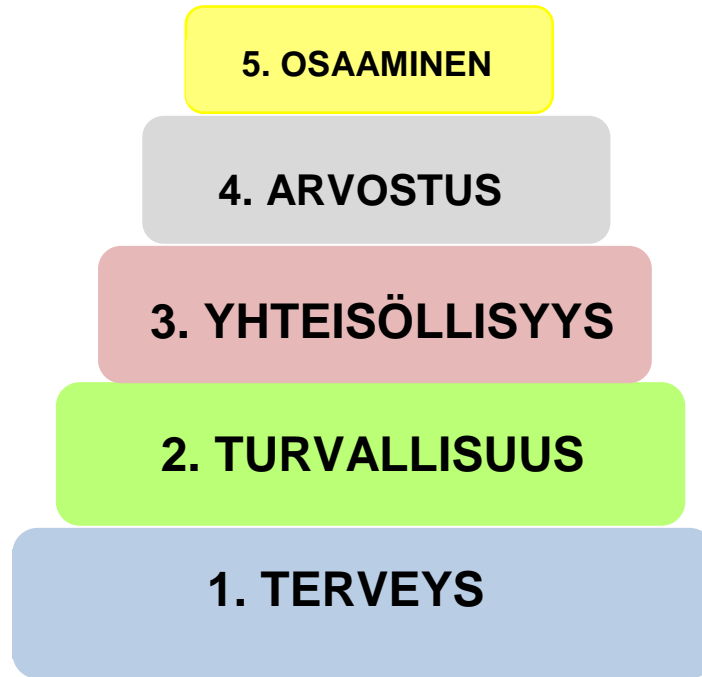 5. OSAAMINEN
4. ARVOSTUS
3. YHTEISÖLLISYYS
2. TURVALLISUUS
1. TERVEYS